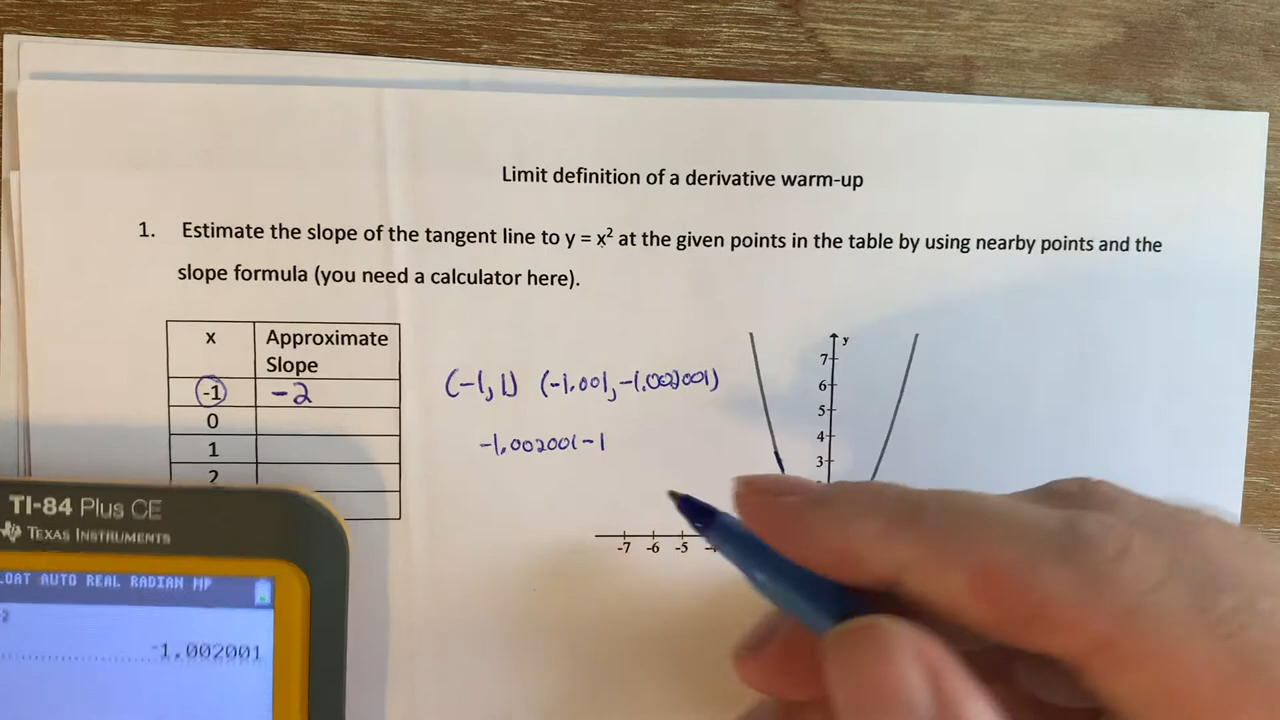 Limit definition of a derivative warm-up
1. Estimate the slope of the tangent line to y = x² at the given points in the table by using nearby points and the
slope formula (you need a calculator here).
x Approximate Slope
-1 -2
0
1
2
(-1, 1) (-1.001, -1.002001)
-1.002001 - 1
y
7
6
5
4
3
-7 -6 -5
TI-84 Plus CE
TEXAS INSTRUMENTS
LOAT AUTO REAL RADIAN MP
2
-1.002001